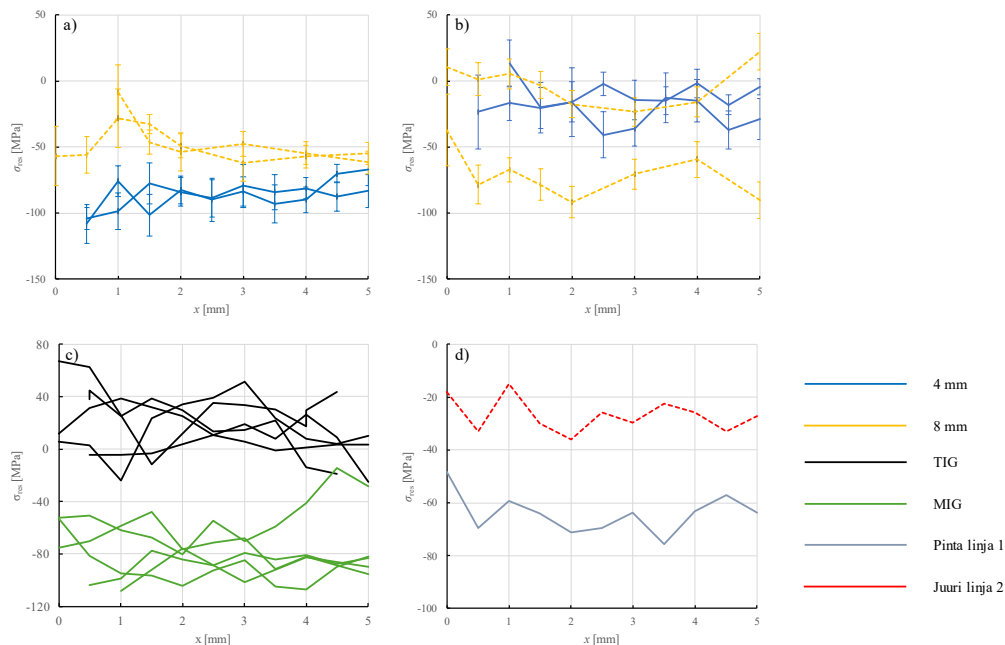 a)
50
0
-50
-100
-150
σres [MPa]
0 1 2 3 4 5
x [mm]
b)
50
0
-50
-100
-150
σres [MPa]
0 1 2 3 4 5
x [mm]
c)
80
40
0
-40
-80
-120
σres [MPa]
0 1 2 3 4 5
x [mm]
d)
0
-20
-40
-60
-80
-100
σres [MPa]
0 1 2 3 4 5
x [mm]
4 mm
8 mm
TIG
MIG
Pinta linja 1
Juuri linja 2